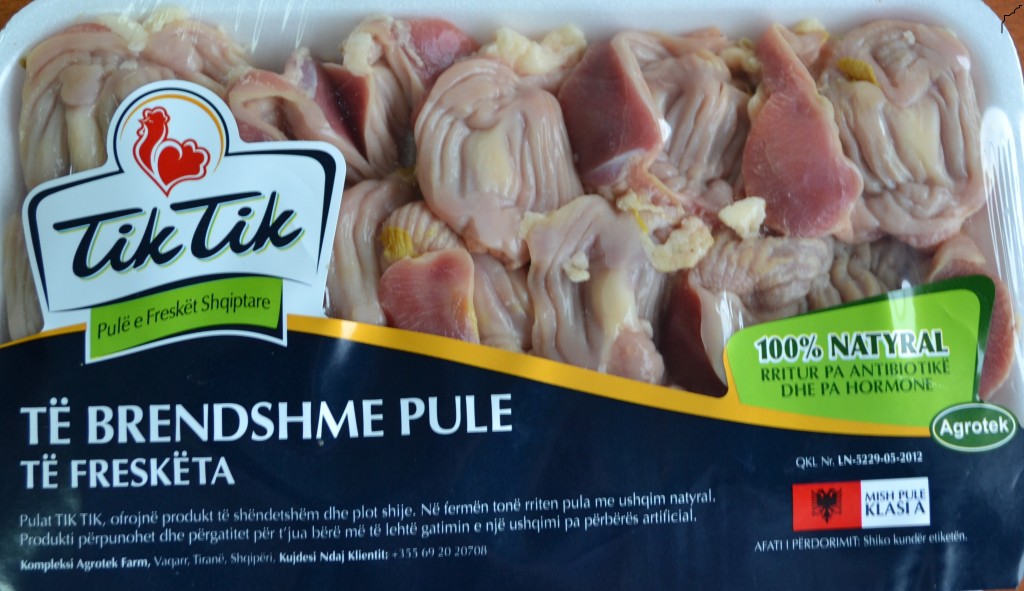 Tik Tik
Pulë e Freskët Shqiptare
100% NATYRAL
RRITUR PA ANTIBIOTIKË
DHE PA HORMONE
Agrotek
TË BRENDSHME PULE
TË FRESKËTA
QKL Nr. LN-5229-05-2012
MISH PULE
KLASI A
Pulat TIK TIK, ofrojnë produkt të shëndetshëm dhe plot shije. Në fermën tonë rriten pula me ushqim natyral.
Produkti përpunohet dhe përgatitet për t'jua bërë më të lehtë gatimin e një ushqimi pa përbërës artificial.
AFATI I PËRDORIMIT: Shiko kundër etiketën.
Kompleksi Agrotek Farm, Vaqarr, Tiranë, Shqipëri, Kujdesi Ndaj Klientit: +355 69 20 20708